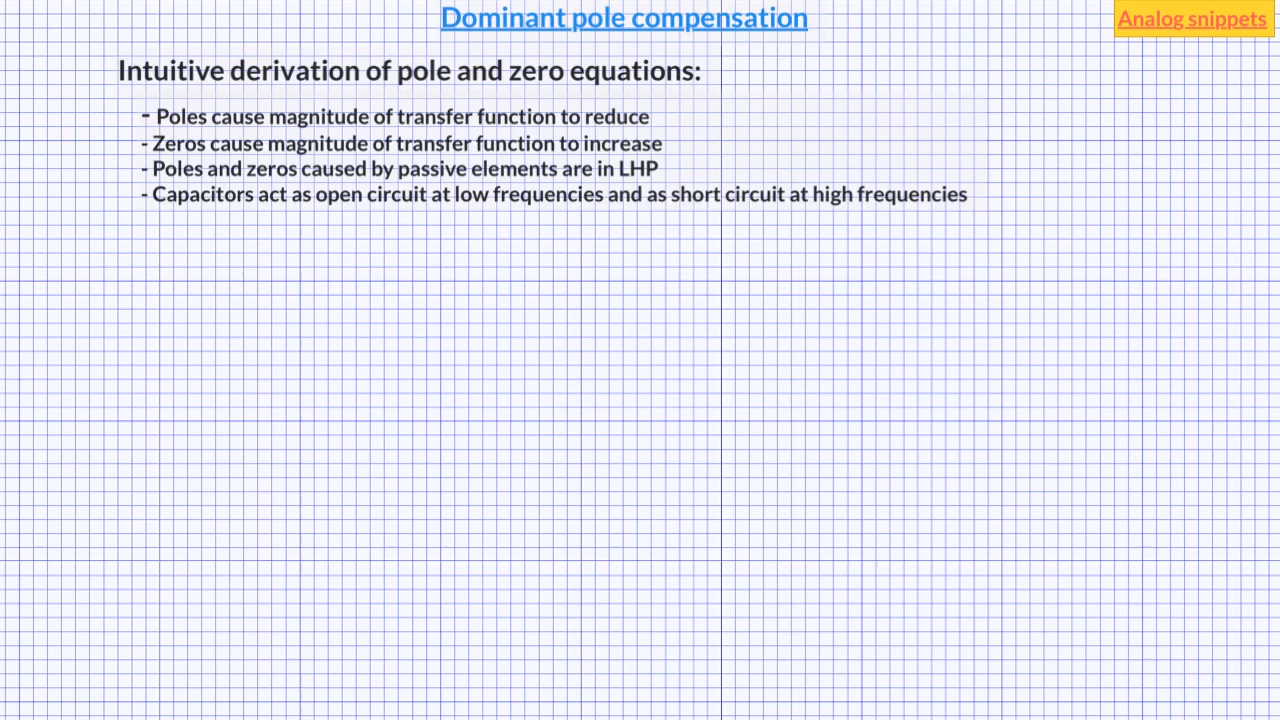 Dominant pole compensation
Analog snippets
Intuitive derivation of pole and zero equations:
- Poles cause magnitude of transfer function to reduce
- Zeros cause magnitude of transfer function to increase
- Poles and zeros caused by passive elements are in LHP
- Capacitors act as open circuit at low frequencies and as short circuit at high frequencies